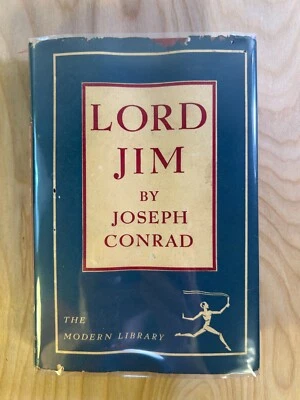 LORD
JIM
BY
JOSEPH
CONRAD
THE
MODERN LIBRARY